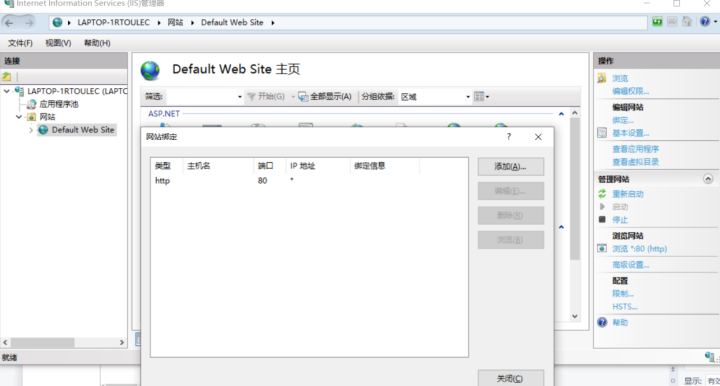 Internet Information Services (IIS)管理器
LAPTOP-1RTOULEC
网站
Default Web Site
文件(F)
视图(V)
帮助(H)
连接
LAPTOP-1RTOULEC (LAPTO
应用程序池
网站
Default Web Site
就绪
Default Web Site 主页
筛选:
开始(G)
全部显示(A)
分组依据:
区域
ASP.NET
网站绑定
类型 主机名 端口 IP 地址 绑定信息
http 80 *
添加(A)...
编辑(E)...
删除(R)
浏览(B)
关闭(C)
操作
浏览
编辑权限...
编辑网站
绑定...
基本设置...
查看应用程序
查看虚拟目录
管理网站
重新启动
启动
停止
浏览网站
浏览 *:80 (http)
高级设置...
配置
限制...
HSTS...
帮助
显示: